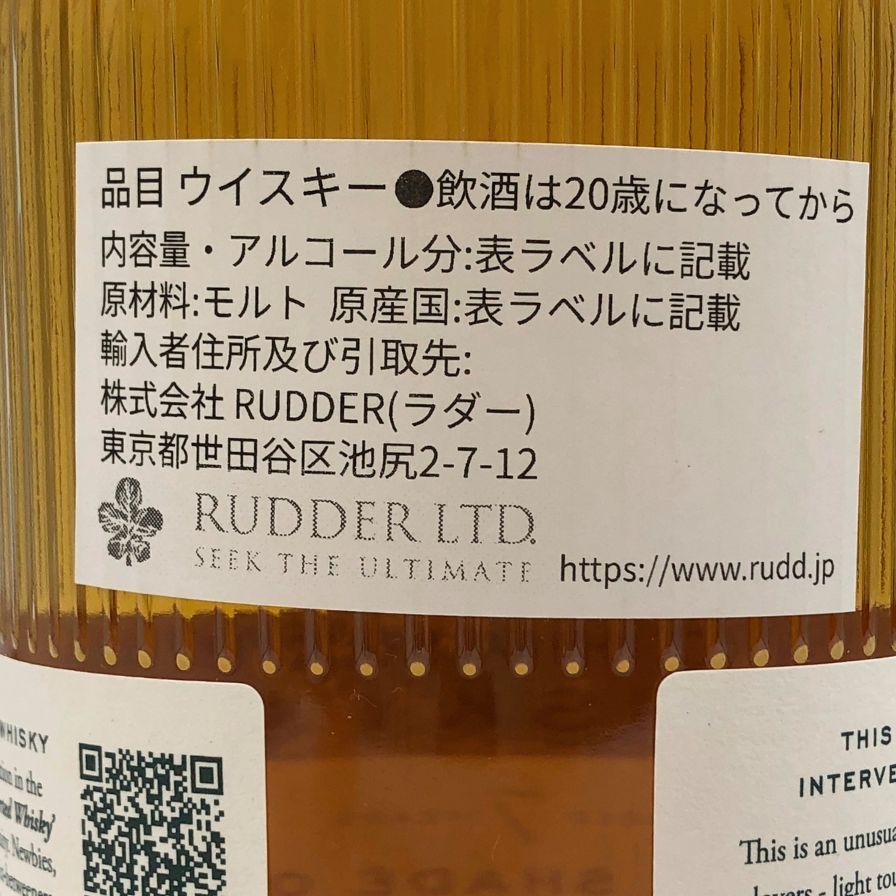 品目 ウイスキー●飲酒は20歳になってから
内容量・アルコール分:表ラベルに記載
原材料:モルト 原産国:表ラベルに記載
輸入者住所及び引取先:
株式会社 RUDDER(ラダー)
東京都世田谷区池尻2-7-12
RUDDER LTD.
SEEK THE ULTIMATE
https://www.rudd.jp
WHISKY
in the
Whisky'
Newbies,
THIS
This is an
light